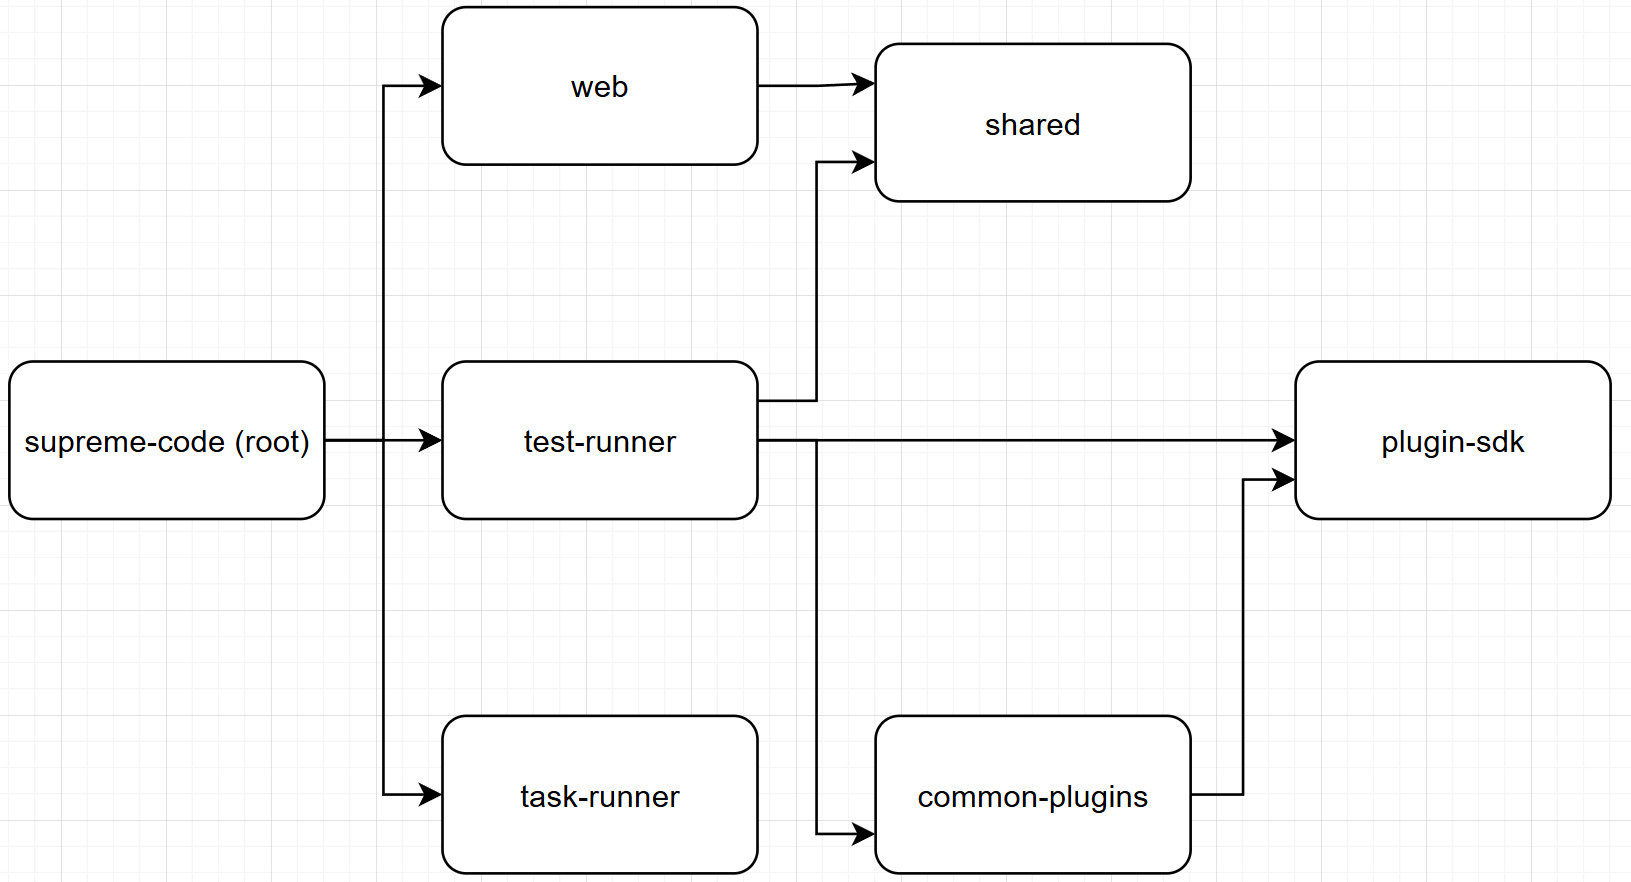 web
shared
supreme-code (root)
test-runner
plugin-sdk
task-runner
common-plugins